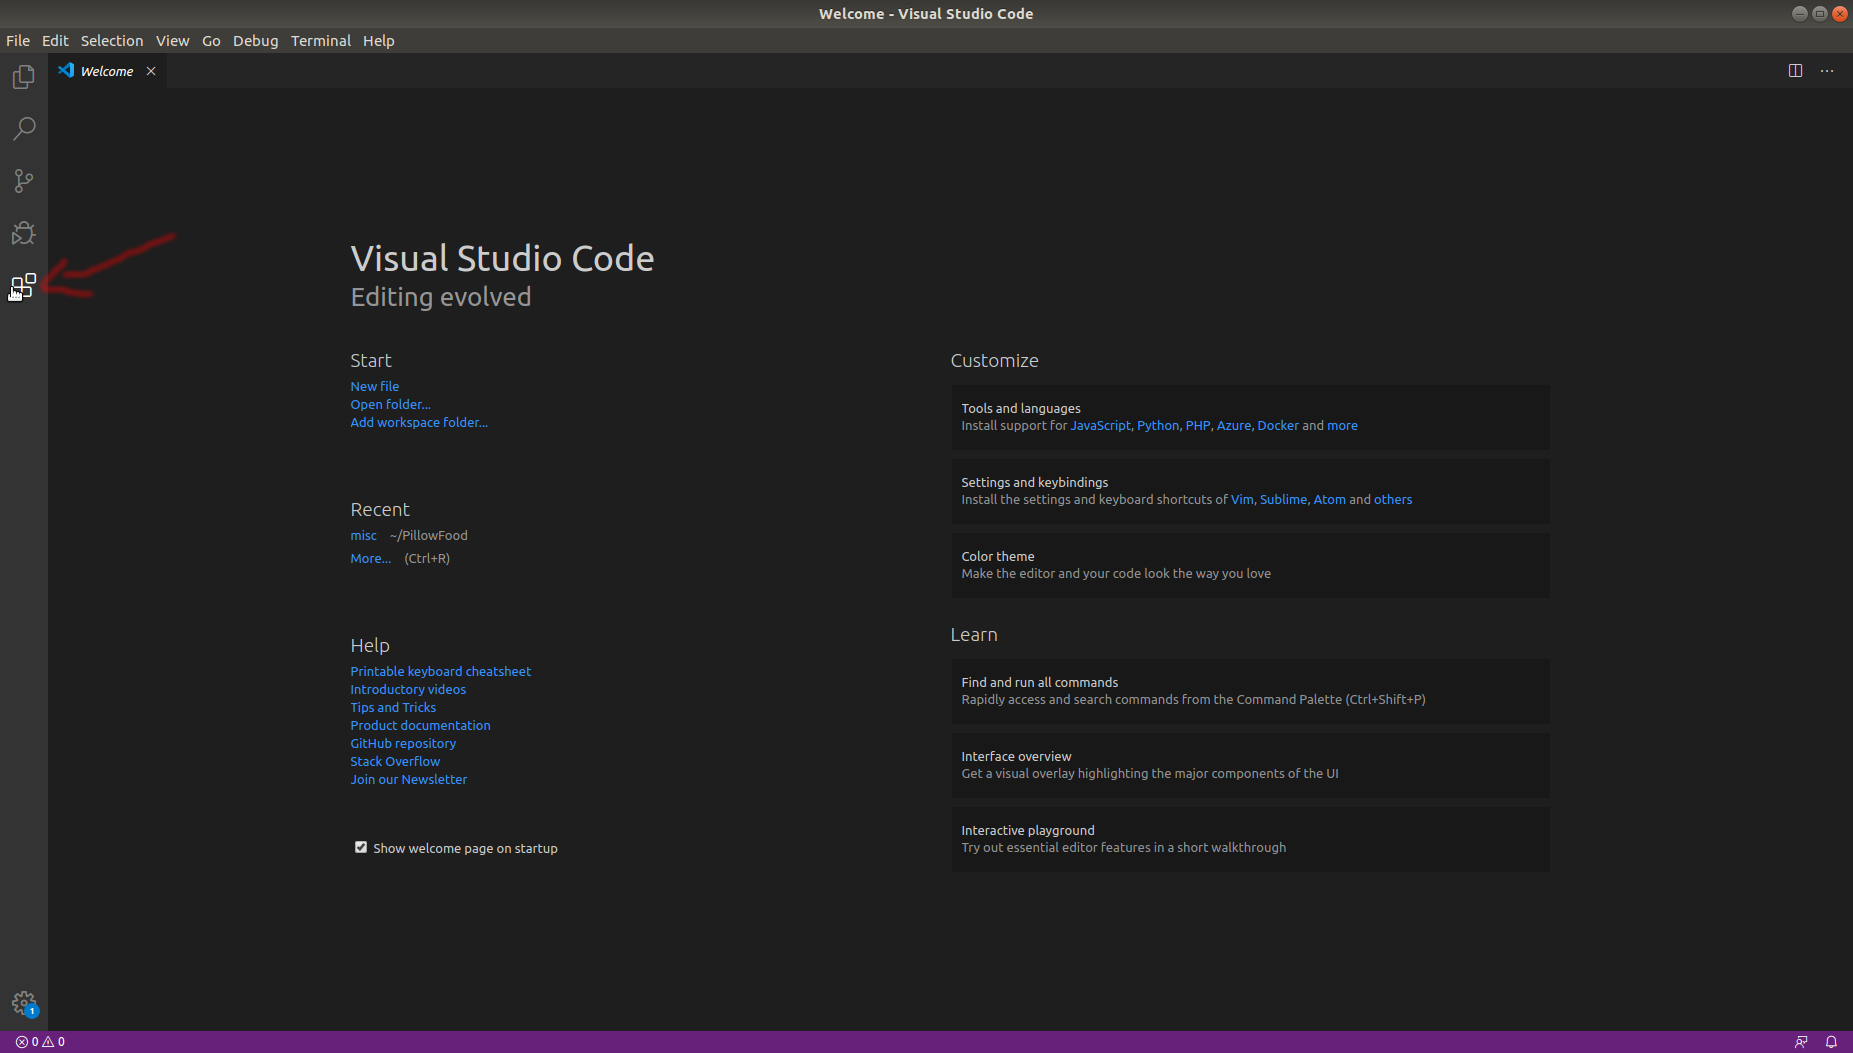 Welcome - Visual Studio Code
File Edit Selection View Go Debug Terminal Help
Welcome
Visual Studio Code
Editing evolved
Start
New file
Open folder...
Add workspace folder...
Recent
misc ~/PillowFood
More... (Ctrl+R)
Help
Printable keyboard cheatsheet
Introductory videos
Tips and Tricks
Product documentation
GitHub repository
Stack Overflow
Join our Newsletter
Show welcome page on startup
Customize
Tools and languages
Install support for JavaScript, Python, PHP, Azure, Docker and more
Settings and keybindings
Install the settings and keyboard shortcuts of Vim, Sublime, Atom and others
Color theme
Make the editor and your code look the way you love
Learn
Find and run all commands
Rapidly access and search commands from the Command Palette (Ctrl+Shift+P)
Interface overview
Get a visual overlay highlighting the major components of the UI
Interactive playground
Try out essential editor features in a short walkthrough
1
0 0